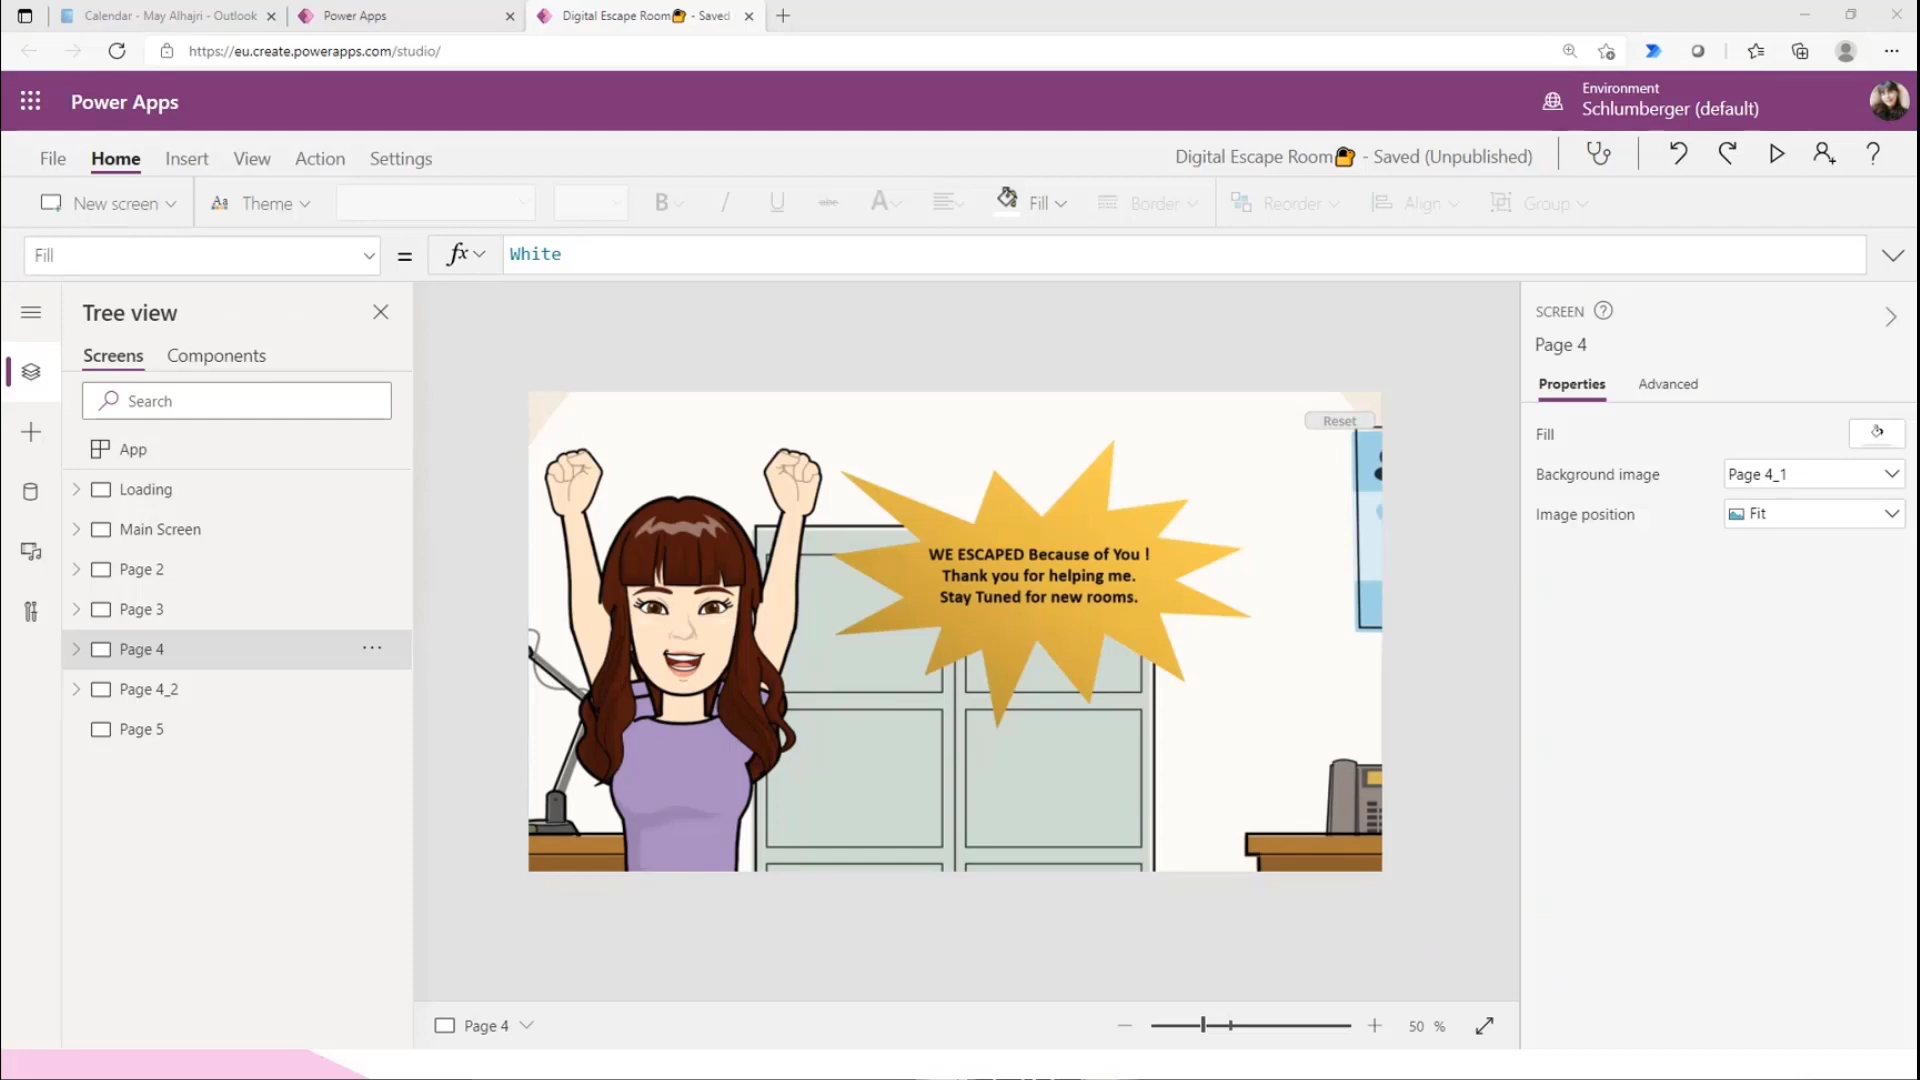 Calendar - May Alhajri - Outlook
Power Apps
Digital Escape Room - Saved
https://eu.create.powerapps.com/studio/
Power Apps
Environment
Schlumberger (default)
File
Home
Insert
View
Action
Settings
Digital Escape Room - Saved (Unpublished)
New screen
Theme
B
/
U
abc
A
Fill
Border
Reorder
Align
Group
Fill
=
fx
White
Tree view
Screens
Components
Search
App
Loading
Main Screen
Page 2
Page 3
Page 4
Page 4_2
Page 5
Reset
WE ESCAPED Because of You !
Thank you for helping me.
Stay Tuned for new rooms.
SCREEN
Page 4
Properties
Advanced
Fill
Background image
Page 4_1
Image position
Fit
Page 4
50 %